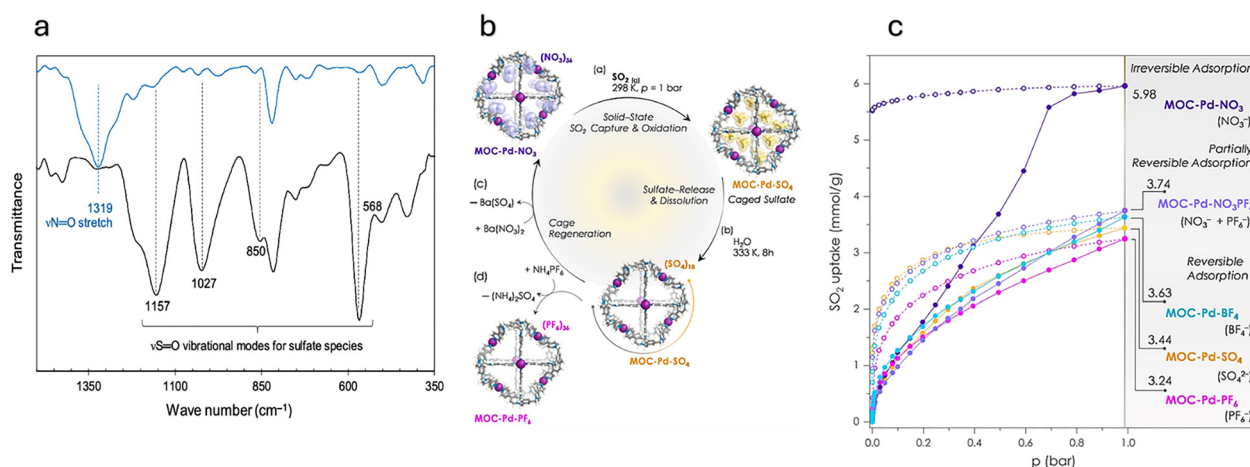 a
Transmittance
1319
νN=O stretch
1157
1027
850
568
νS=O vibrational modes for sulfate species
1350
1100
850
600
350
Wave number (cm⁻¹)
b
(NO₃)₃₆
MOC-Pd-NO₃
(a)
SO₂ (g)
298 K, p = 1 bar
Solid–State
SO₂ Capture & Oxidation
MOC-Pd-SO₄
Caged Sulfate
Sulfate–Release
& Dissolution
(b)
H₂O
333 K, 8h
(c)
– Ba(SO₄)
+ Ba(NO₃)₂
Cage
Regeneration
(d)
+ NH₄PF₆
– (NH₄)₂SO₄
(SO₄)₁₈
MOC-Pd-SO₄
(PF₆)₃₆
MOC-Pd-PF₆
c
SO₂ uptake (mmol/g)
6
5
4
3
2
1
0
0.0
0.2
0.4
0.6
0.8
1.0
p (bar)
Irreversible Adsorption
5.98
MOC-Pd-NO₃
(NO₃⁻)
Partially
Reversible Adsorption
3.74
MOC-Pd-NO₃PF₆
(NO₃⁻ + PF₆⁻)
Reversible
Adsorption
3.63
MOC-Pd-BF₄
(BF₄⁻)
3.44
MOC-Pd-SO₄
(SO₄²⁻)
3.24
MOC-Pd-PF₆
(PF₆⁻)